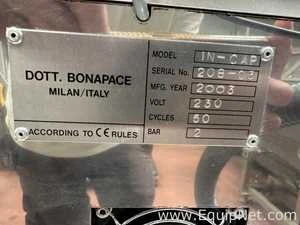 DOTT. BONAPACE
MILAN/ITALY
ACCORDING TO CE RULES
MODEL IN-CAP
SERIAL No. 208-03
MFG. YEAR 2003
VOLT 230
CYCLES 50
BAR 2
www.EquipNet.com